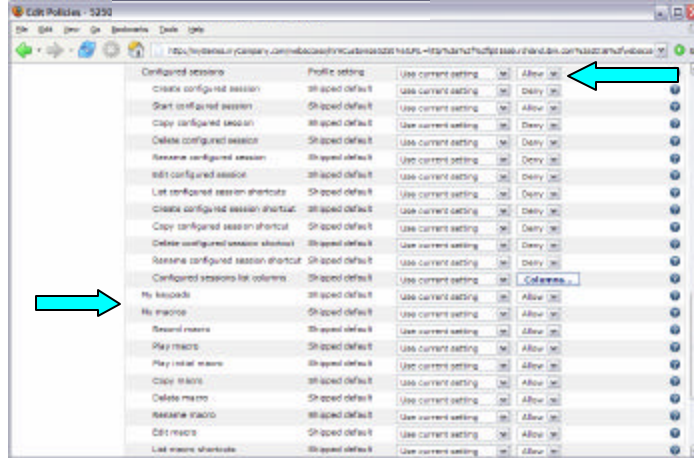 Edit Policies - 5250
File Edit View Go Bookmarks Tools Help
Configured sessions Profile setting Use current setting Allow
Create configured session Shipped default Use current setting Deny
Start configured session Shipped default Use current setting Allow
Copy configured session Shipped default Use current setting Deny
Delete configured session Shipped default Use current setting Deny
Rename configured session Shipped default Use current setting Deny
Edit configured session Shipped default Use current setting Deny
List configured session shortcuts Shipped default Use current setting Deny
Create configured session shortcut Shipped default Use current setting Deny
Copy configured session shortcut Shipped default Use current setting Deny
Delete configured session shortcut Shipped default Use current setting Deny
Rename configured session shortcut Shipped default Use current setting Deny
Configured sessions list columns Shipped default Use current setting Columns...
My keypads Shipped default Use current setting Allow
My macros Shipped default Use current setting Allow
Record macro Shipped default Use current setting Allow
Play macro Shipped default Use current setting Allow
Play initial macro Shipped default Use current setting Allow
Copy macro Shipped default Use current setting Allow
Delete macro Shipped default Use current setting Allow
Rename macro Shipped default Use current setting Allow
Edit macro Shipped default Use current setting Allow
List macro shortcuts Shipped default Use current setting Allow